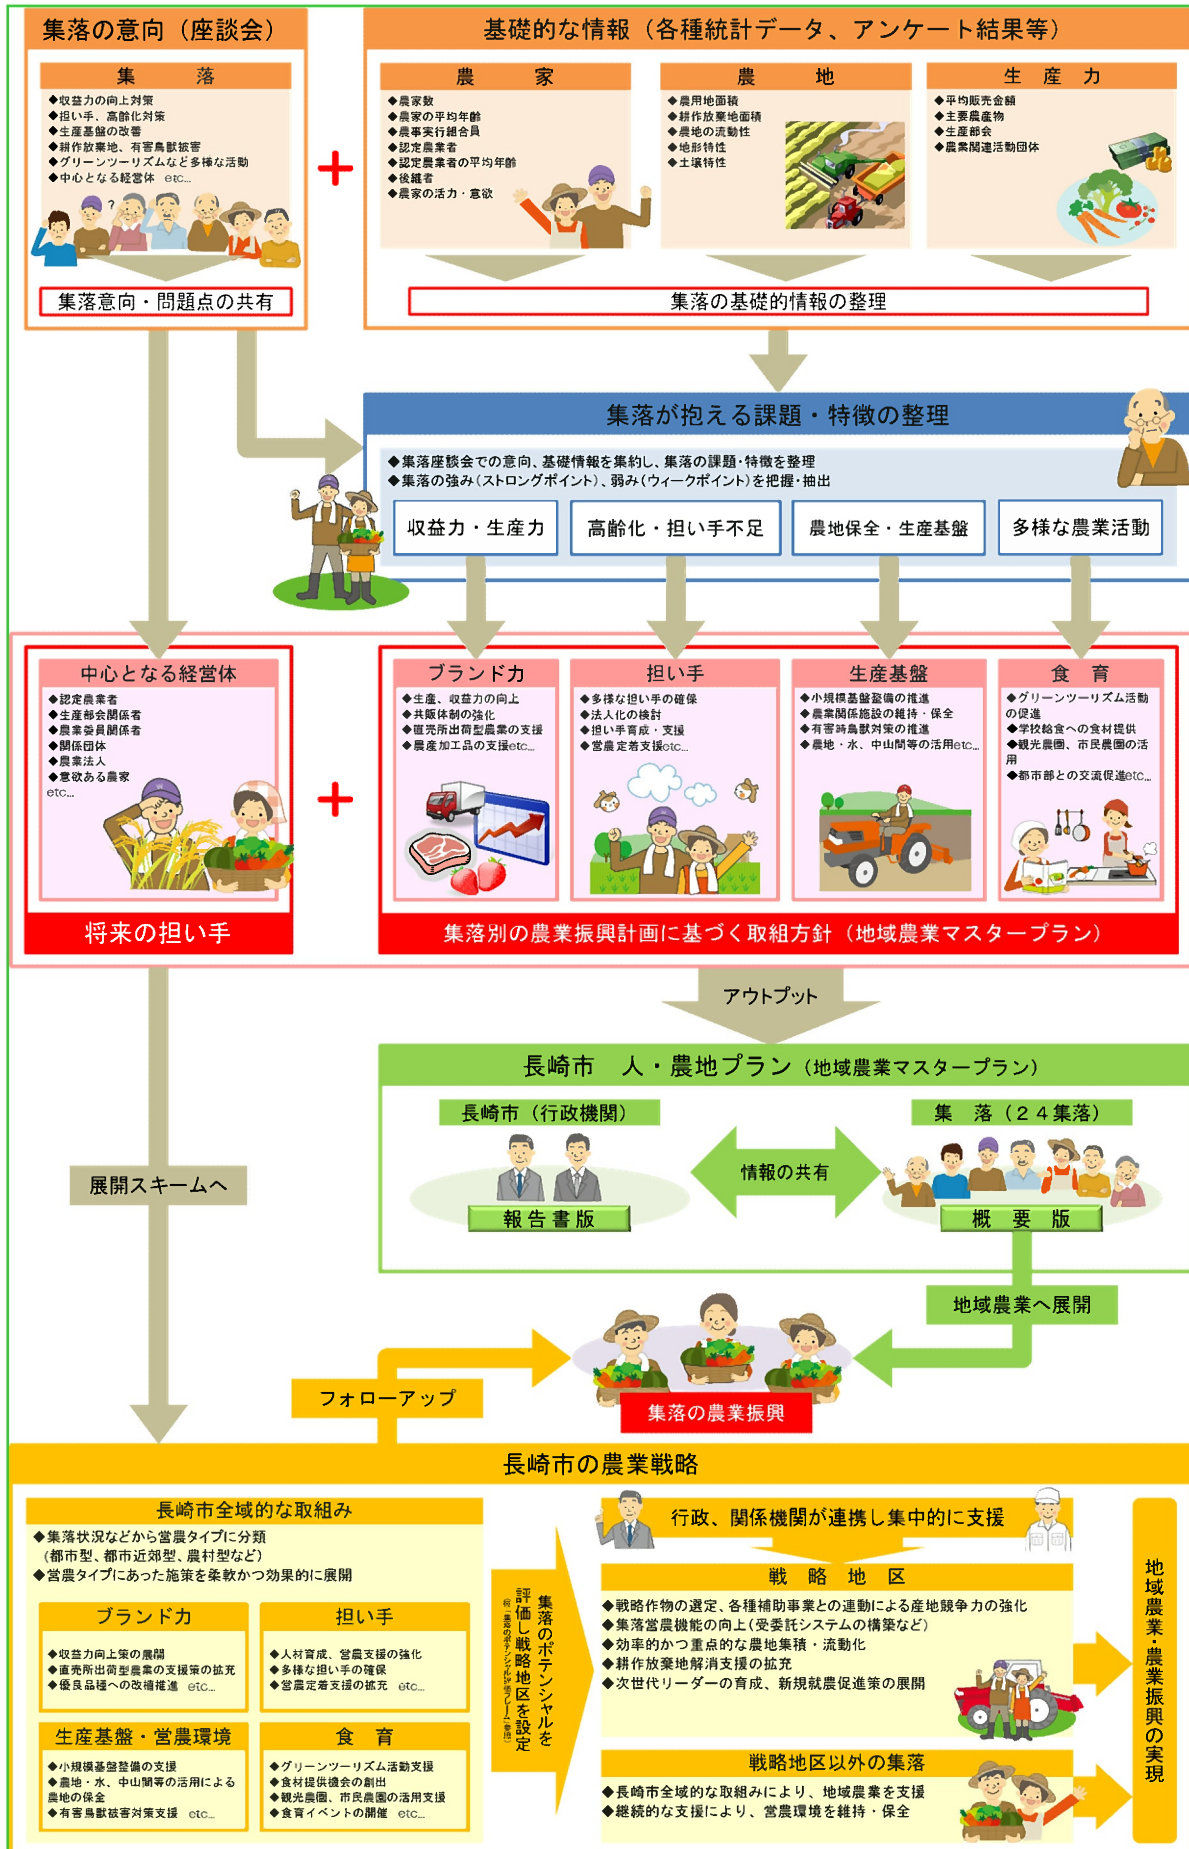 集落の意向（座談会）
集　落
◆収益力の向上対策
◆担い手、高齢化対策
◆生産基盤の改善
◆耕作放棄地、有害鳥獣被害
◆グリーンツーリズムなど多様な活動
◆中心となる経営体 etc…
?
集落意向・問題点の共有
+
基礎的な情報（各種統計データ、アンケート結果等）
農　家
◆農家数
◆農家の平均年齢
◆農事実行組合員
◆認定農業者
◆認定農業者の平均年齢
◆後継者
◆農家の活力・意欲
農　地
◆農用地面積
◆耕作放棄地面積
◆農地の流動性
◆地形特性
◆土壌特性
生 産 力
◆平均販売金額
◆主要農産物
◆生産部会
◆農業関連活動団体
集落の基礎的情報の整理
集落が抱える課題・特徴の整理
◆集落座談会での意向、基礎情報を集約し、集落の課題・特徴を整理
◆集落の強み（ストロングポイント）、弱み（ウィークポイント）を把握・抽出
収益力・生産力
高齢化・担い手不足
農地保全・生産基盤
多様な農業活動
中心となる経営体
◆認定農業者
◆生産部会関係者
◆農業委員関係者
◆関係団体
◆農業法人
◆意欲ある農家
etc…
将来の担い手
+
ブランド力
◆生産、収益力の向上
◆共販体制の強化
◆直売所出荷型農業の支援
◆農産加工品の支援etc…
担い手
◆多様な担い手の確保
◆法人化の検討
◆担い手育成・支援
◆営農定着支援etc…
生産基盤
◆小規模基盤整備の推進
◆農業関係施設の維持・保全
◆有害鳥獣対策の推進
◆農地・水、中山間等の活用etc…
食 育
◆グリーンツーリズム活動
の促進
◆学校給食への食材提供
◆観光農園、市民農園の活
用
◆都市部との交流促進etc…
集落別の農業振興計画に基づく取組方針（地域農業マスタープラン）
アウトプット
長崎市　人・農地プラン（地域農業マスタープラン）
長崎市（行政機関）
報告書版
情報の共有
集　落（２４集落）
概 要 版
展開スキームへ
地域農業へ展開
フォローアップ
集落の農業振興
長崎市の農業戦略
長崎市全域的な取組み
◆集落状況などから営農タイプに分類
（都市型、都市近郊型、農村型など）
◆営農タイプにあった施策を柔軟かつ効果的に展開
ブランド力
◆収益力向上策の展開
◆直売所出荷型農業の支援策の拡充
◆優良品種への改植推進 etc…
担い手
◆人材育成、営農支援の強化
◆多様な担い手の確保
◆営農定着支援の拡充 etc…
生産基盤・営農環境
◆小規模基盤整備の支援
◆農地・水、中山間等の活用による
農地の保全
◆有害鳥獣被害対策支援 etc…
食 育
◆グリーンツーリズム活動支援
◆食材提供機会の創出
◆観光農園、市民農園の活用支援
◆食育イベントの開催 etc…
集落のポテンシャルを
評価し戦略地区を設定
行政、関係機関が連携し集中的に支援
戦 略 地 区
◆戦略作物の選定、各種補助事業との連動による産地競争力の強化
◆集落営農機能の向上（受委託システムの構築など）
◆効率的かつ重点的な農地集積・流動化
◆耕作放棄地解消支援の拡充
◆次世代リーダーの育成、新規就農促進策の展開
戦略地区以外の集落
◆長崎市全域的な取組みにより、地域農業を支援
◆継続的な支援により、営農環境を維持・保全
地域農業・農業振興の実現